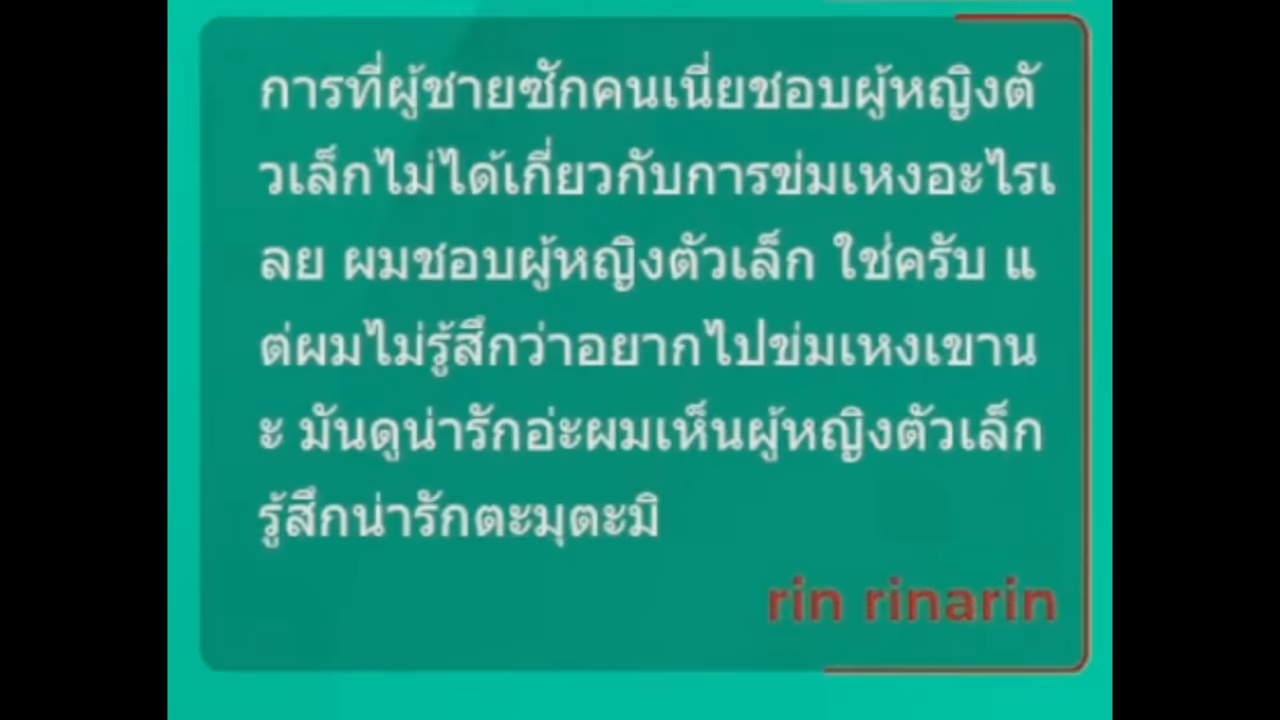 การที่ผู้ชายซักคนเนี่ยชอบผู้หญิงตั
วเล็กไม่ได้เกี่ยวกับการข่มเหงอะไรเ
ลย ผมชอบผู้หญิงตัวเล็ก ใช่ครับ แ
ต่ผมไม่รู้สึกว่าอยากไปข่มเหงเขาน
ะ มันดูน่ารักอ่ะผมเห็นผู้หญิงตัวเล็ก
รู้สึกน่ารักตะมุตะมิ
rin rinarin